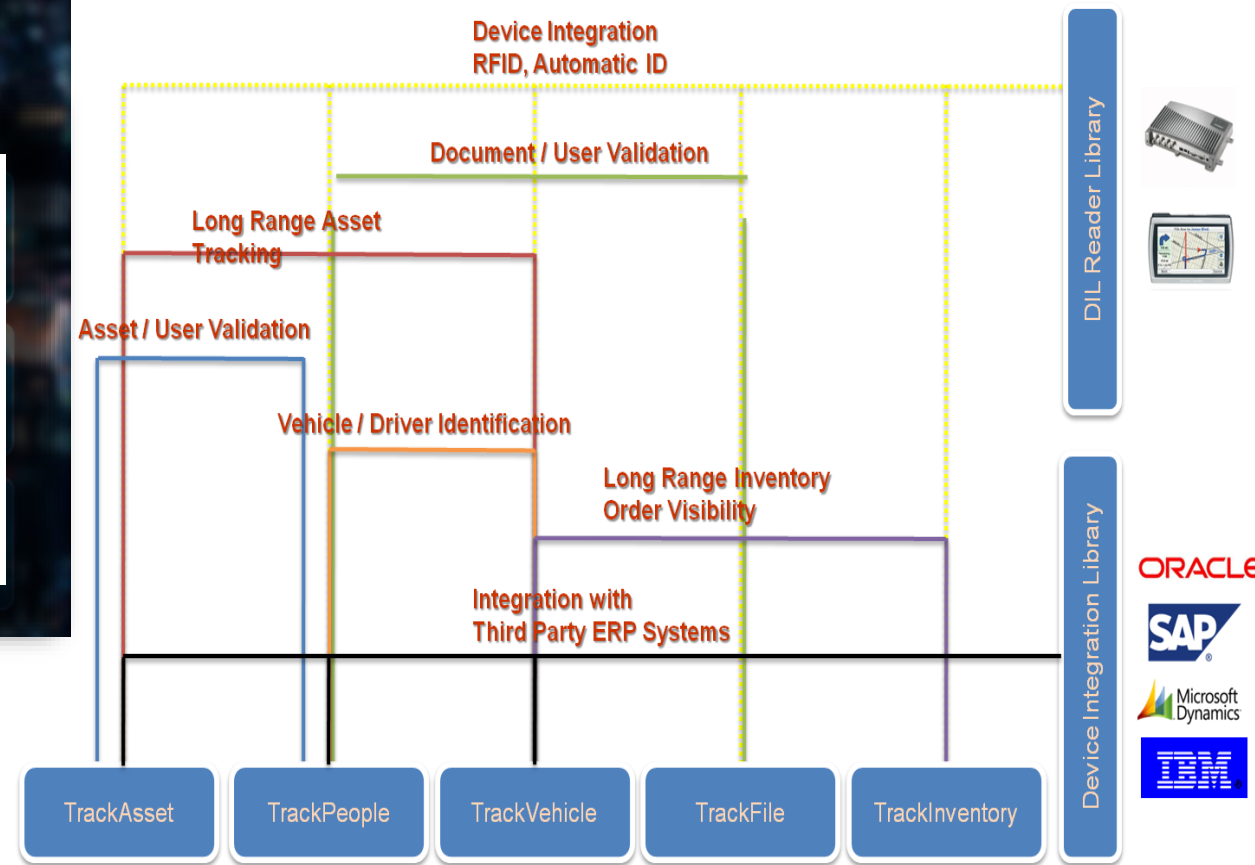 Device Integration
RFID, Automatic ID
Document / User Validation
Long Range Asset
Tracking
Asset / User Validation
Vehicle / Driver Identification
Long Range Inventory
Order Visibility
Integration with
Third Party ERP Systems
TrackAsset
TrackPeople
TrackVehicle
TrackFile
TrackInventory
DIL Reader Library
Device Integration Library
ORACLE
SAP
Microsoft
Dynamics
IBM